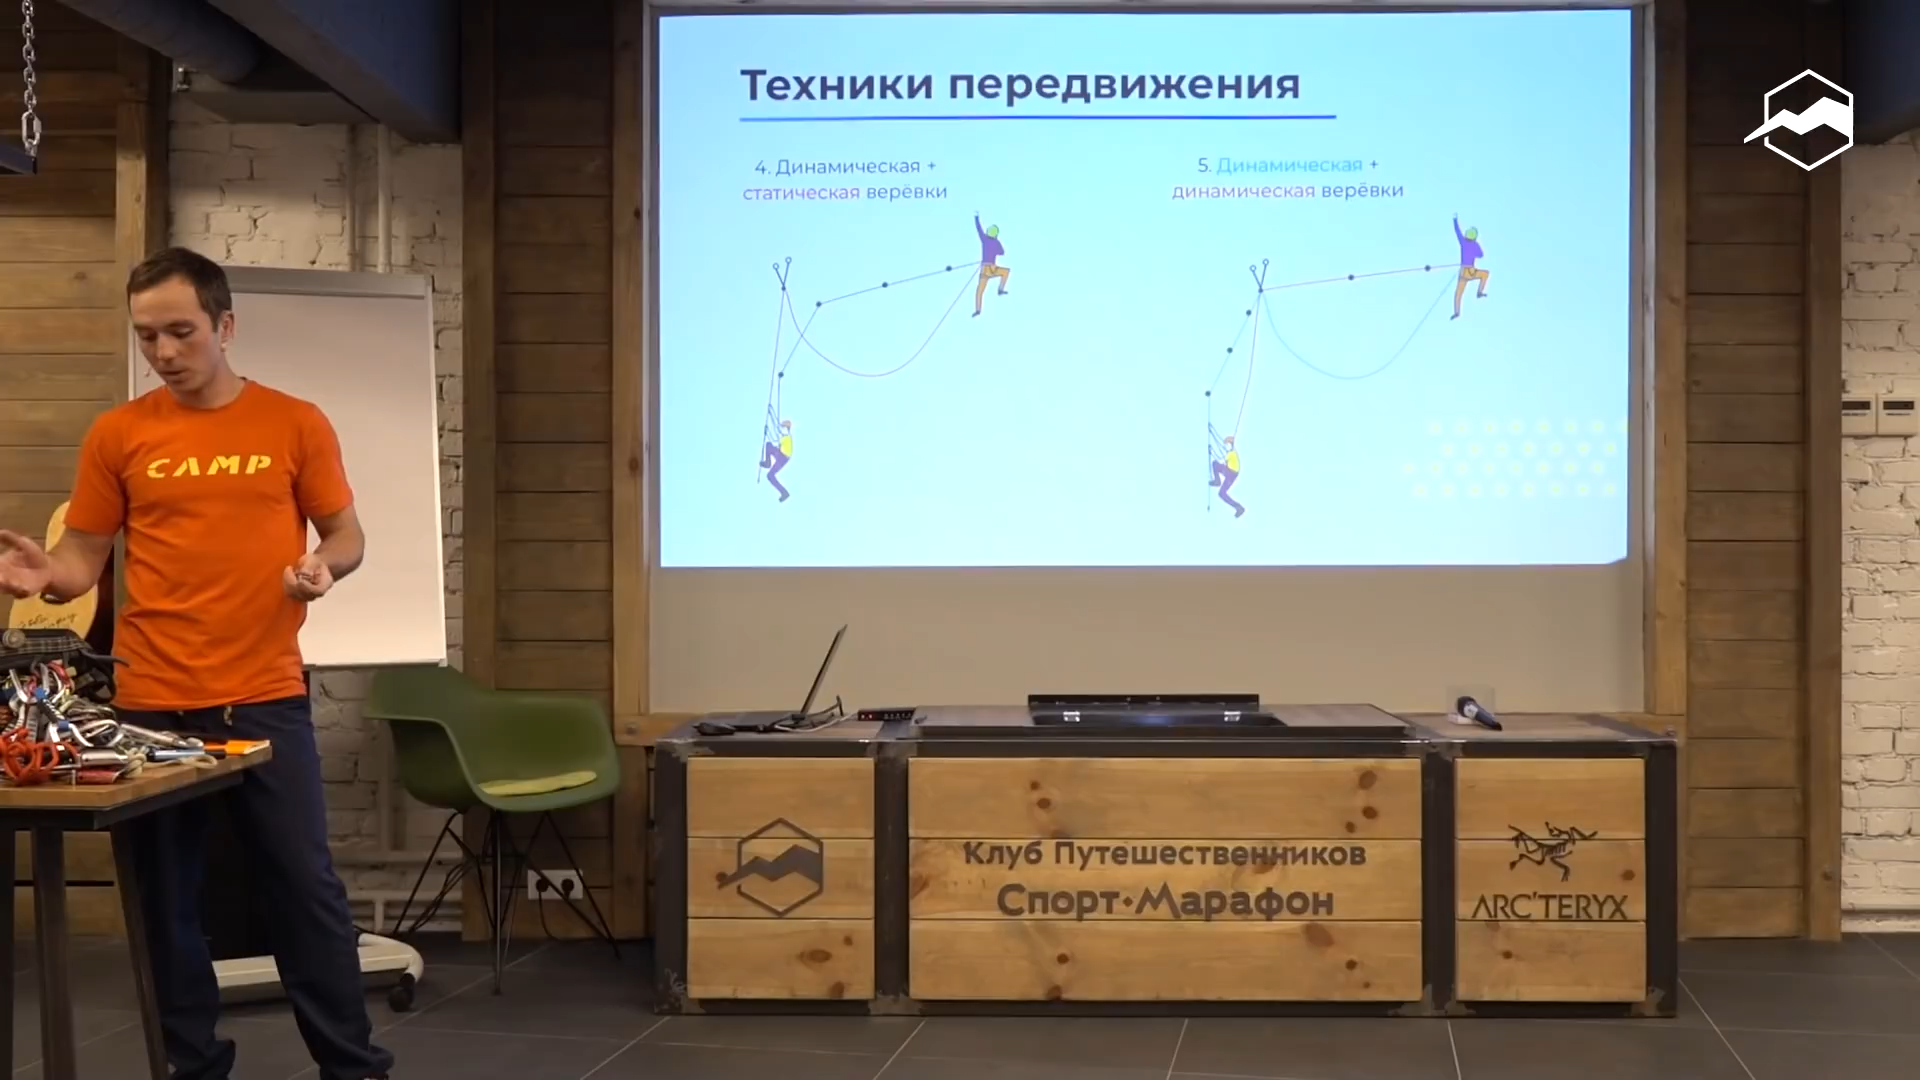 Техники передвижения
4. Динамическая +
статическая верёвки
5. Динамическая +
динамическая верёвки
CAMP
Клуб Путешественников
Спорт·Марафон
ARC'TERYX